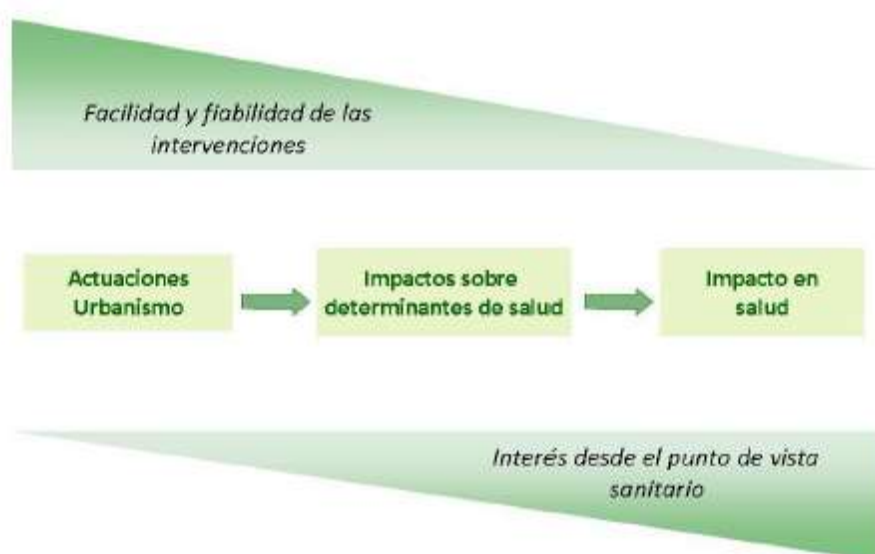 Facilidad y fiabilidad de las
intervenciones
Actuaciones
Urbanismo
Impactos sobre
determinantes de salud
Impacto en
salud
Interés desde el punto de vista
sanitario